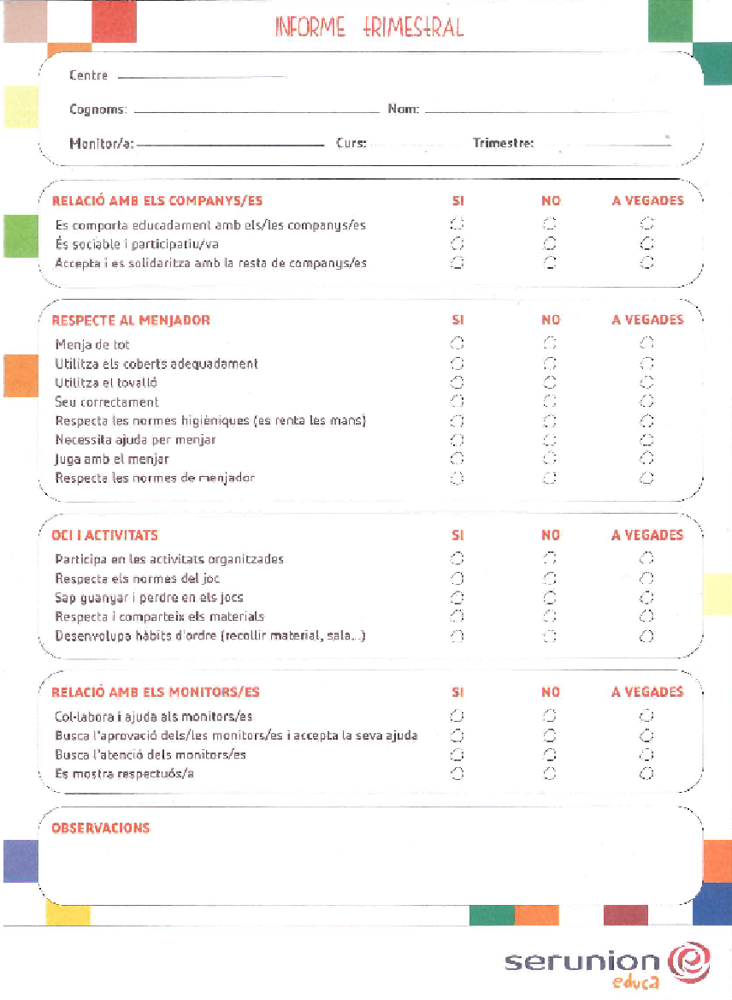 INFORME TRIMESTRAL
Centre
Cognoms: Nom:
Monitor/a: Curs: Trimestre:
RELACIÓ AMB ELS COMPANYS/ES SI NO A VEGADES
Es comporta educadament amb els/les companys/es
És sociable i participatiu/va
Accepta i es solidaritza amb la resta de companys/es
RESPECTE AL MENJADOR SI NO A VEGADES
Menja de tot
Utilitza els coberts adequadament
Utilitza el tovalló
Seu correctament
Respecta les normes higièniques (es renta les mans)
Necessita ajuda per menjar
Juga amb el menjar
Respecta les normes de menjador
OCI I ACTIVITATS SI NO A VEGADES
Participa en les activitats organitzades
Respecta els normes del joc
Sap guanyar i perdre en els jocs
Respecta i comparteix els materials
Desenvolupa hàbits d'ordre (recollir material, sala...)
RELACIÓ AMB ELS MONITORS/ES SI NO A VEGADES
Col·labora i ajuda als monitors/es
Busca l'aprovació dels/les monitors/es i accepta la seva ajuda
Busca l'atenció dels monitors/es
Es mostra respectuós/a
OBSERVACIONS
serunion
educa